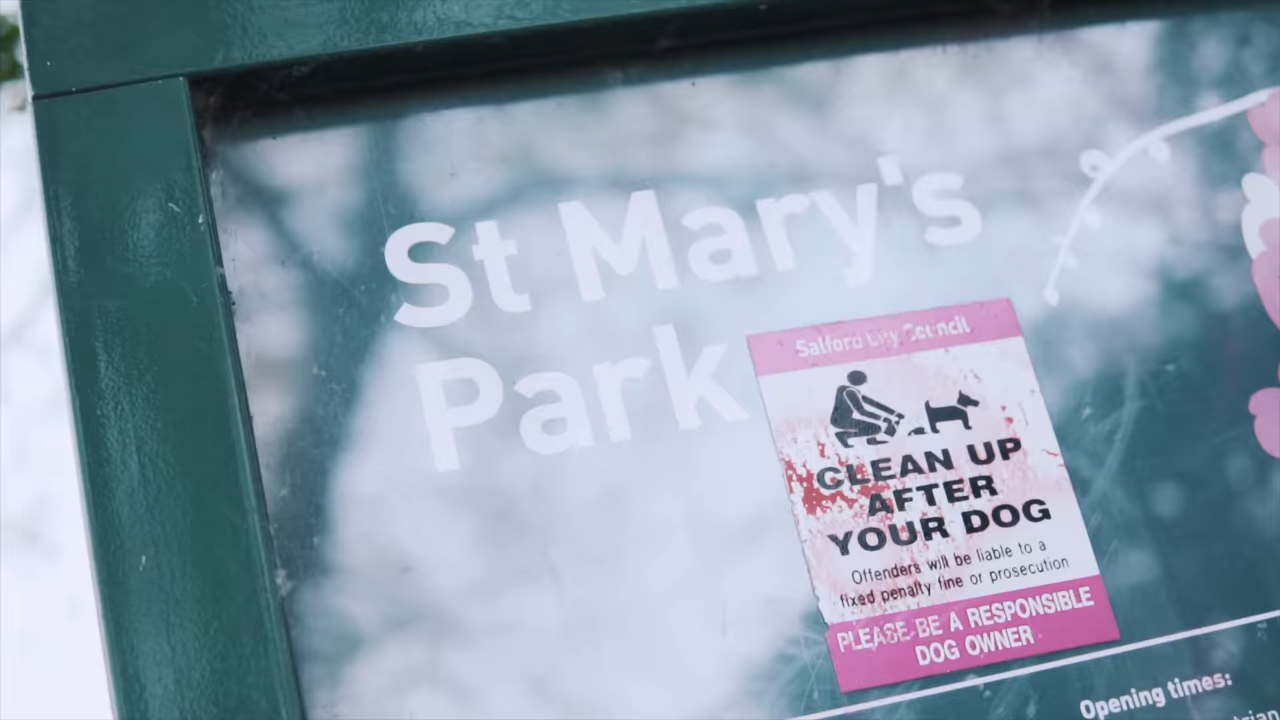 St Mary's
Park
Salford City Council
CLEAN UP
AFTER
YOUR DOG
Offenders will be liable to a
fixed penalty fine or prosecution
PLEASE BE A RESPONSIBLE
DOG OWNER
Opening times: